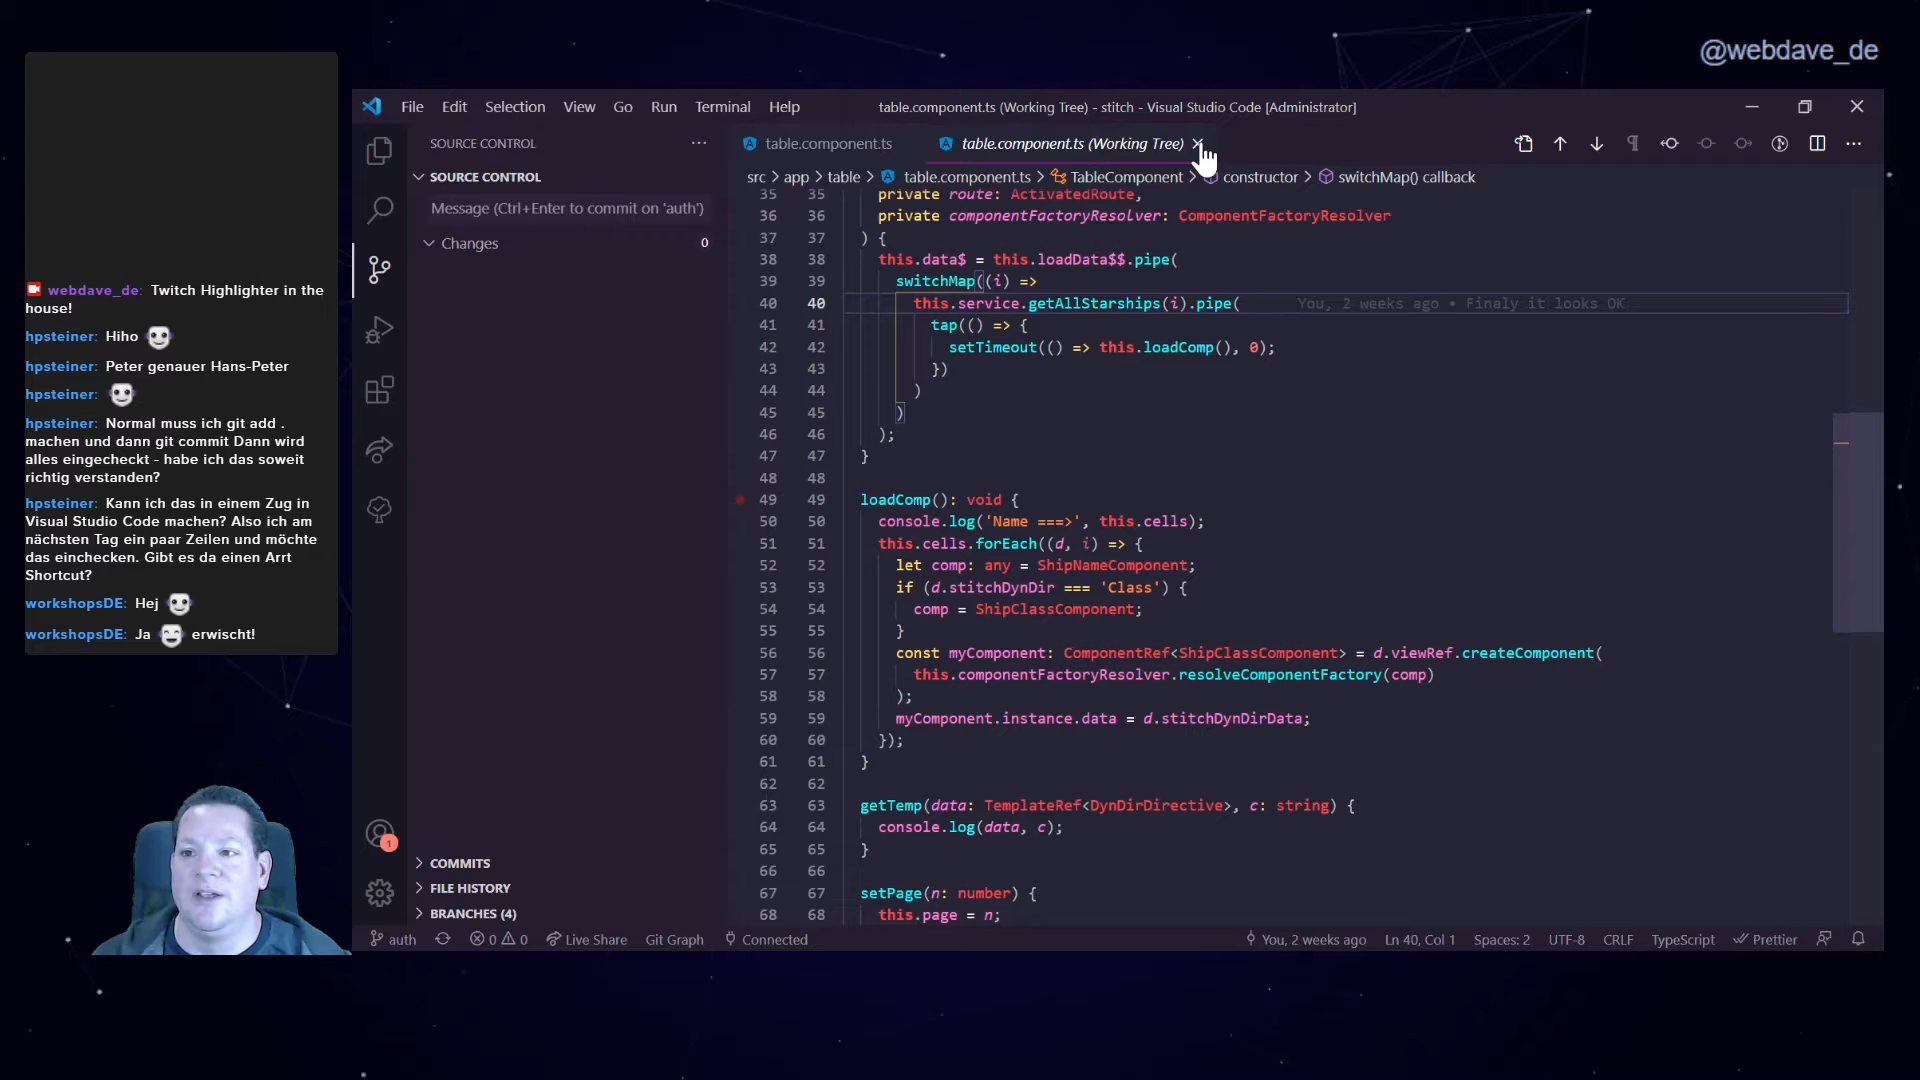 @webdave_de
File Edit Selection View Go Run Terminal Help
table.component.ts (Working Tree) - stitch - Visual Studio Code [Administrator]
SOURCE CONTROL
table.component.ts
table.component.ts (Working Tree)
SOURCE CONTROL
src > app > table > table.component.ts > TableComponent > constructor > switchMap() callback
Message (Ctrl+Enter to commit on 'auth')
Changes 0
webdave_de: Twitch Highlighter in the
house!
hpsteiner: Hiho
hpsteiner: Peter genauer Hans-Peter
hpsteiner:
hpsteiner: Normal muss ich git add .
machen und dann git commit Dann wird
alles eingecheckt - habe ich das soweit
richtig verstanden?
hpsteiner: Kann ich das in einem Zug in
Visual Studio Code machen? Also ich am
nächsten Tag ein paar Zeilen und möchte
das einchecken. Gibt es da einen Arrt
Shortcut?
workshopsDE: Hej
workshopsDE: Ja erwischt!
35 35 private route: ActivatedRoute,
36 36 private componentFactoryResolver: ComponentFactoryResolver
37 37 ) {
38 38 this.data$ = this.loadData$$.pipe(
39 39 switchMap((i) =>
40 40 this.service.getAllStarships(i).pipe( You, 2 weeks ago • Finaly it looks OK
41 41 tap(() => {
42 42 setTimeout(() => this.loadComp(), 0);
43 43 })
44 44 )
45 45 )
46 46 );
47 47 }
48 48
49 49 loadComp(): void {
50 50 console.log('Name ===>', this.cells);
51 51 this.cells.forEach((d, i) => {
52 52 let comp: any = ShipNameComponent;
53 53 if (d.stitchDynDir === 'Class') {
54 54 comp = ShipClassComponent;
55 55 }
56 56 const myComponent: ComponentRef<ShipClassComponent> = d.viewRef.createComponent(
57 57 this.componentFactoryResolver.resolveComponentFactory(comp)
58 58 );
59 59 myComponent.instance.data = d.stitchDynDirData;
60 60 });
61 61 }
62 62
63 63 getTemp(data: TemplateRef<DynDirDirective>, c: string) {
64 64 console.log(data, c);
65 65 }
66 66
67 67 setPage(n: number) {
68 68 this.page = n;
1
COMMITS
FILE HISTORY
BRANCHES (4)
auth 0 0 Live Share Git Graph Connected You, 2 weeks ago Ln 40, Col 1 Spaces: 2 UTF-8 CRLF TypeScript Prettier